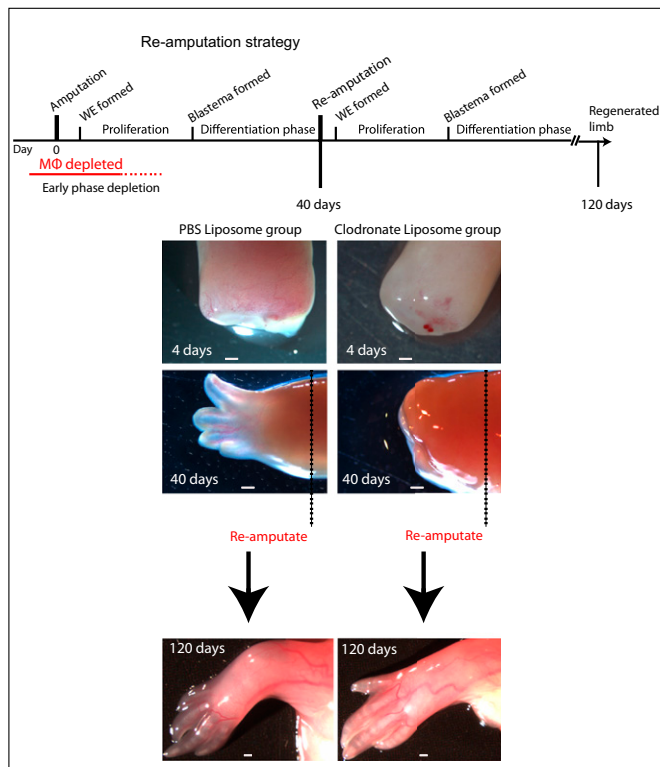 Re-amputation strategy
Amputation
WE formed
Blastema formed
Re-amputation
WE formed
Blastema formed
Regenerated
limb
Proliferation
Differentiation phase
Proliferation
Differentiation phase
Day
0
MΦ depleted
Early phase depletion
40 days
120 days
PBS Liposome group
Clodronate Liposome group
4 days
4 days
40 days
40 days
Re-amputate
Re-amputate
120 days
120 days